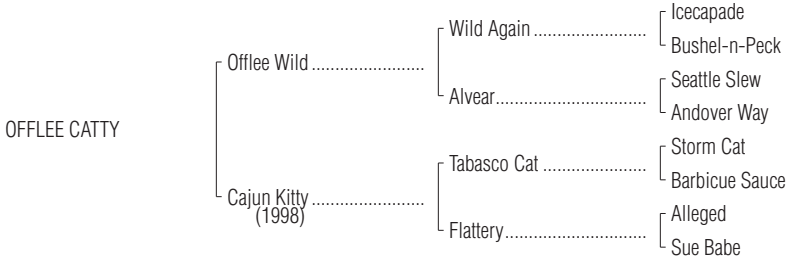 Icecapade
Wild Again
Bushel-n-Peck
Offlee Wild
Seattle Slew
Alvear
Andover Way
OFFLEE CATTY
Storm Cat
Tabasco Cat
Barbicue Sauce
Cajun Kitty
(1998)
Alleged
Flattery
Sue Babe